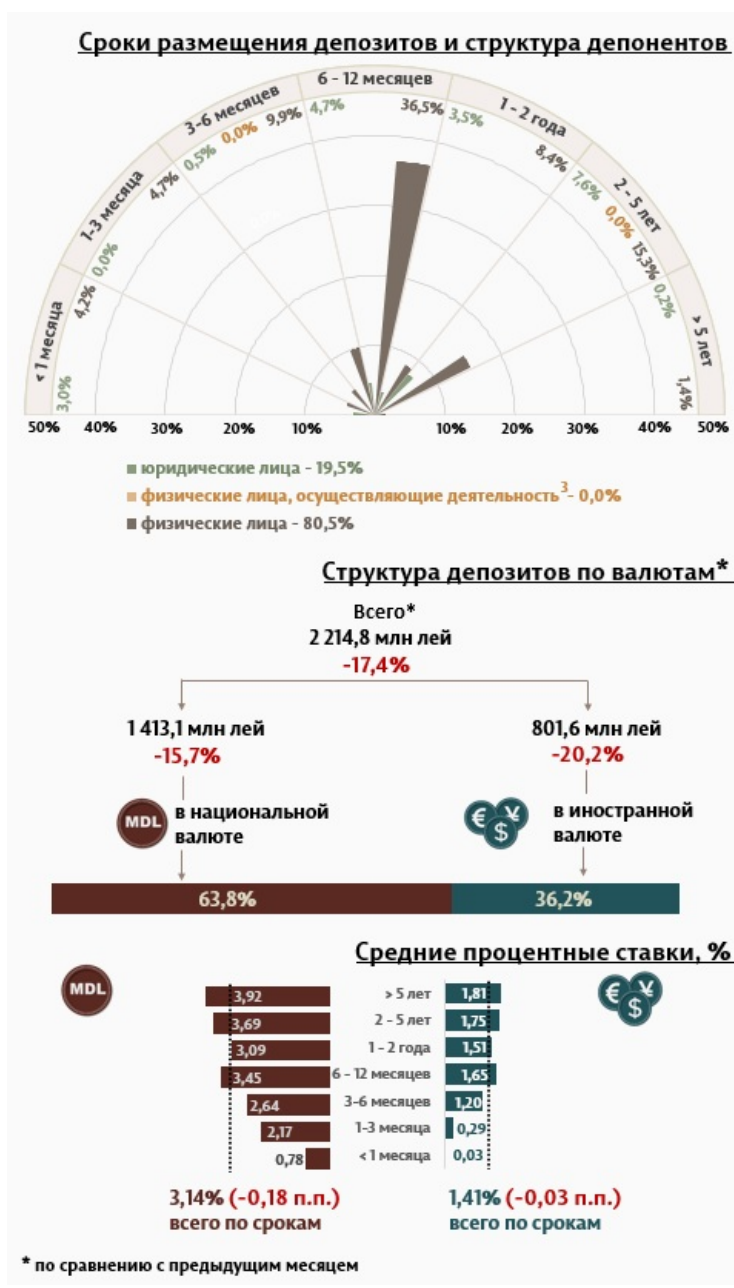 Сроки размещения депозитов и структура депонентов
< 1 месяца
1-3 месяца
3-6 месяцев
6 - 12 месяцев
1 - 2 года
2 - 5 лет
> 5 лет
3,0%
4,2%
0,0%
4,7%
0,5%
0,0%
9,9%
4,7%
36,5%
3,5%
8,4%
7,6%
0,0%
15,3%
0,2%
1,4%
50% 40% 30% 20% 10% 10% 20% 30% 40% 50%
юридические лица - 19,5%
физические лица, осуществляющие деятельность³- 0,0%
физические лица - 80,5%
Структура депозитов по валютам*
Всего*
2 214,8 млн лей
-17,4%
1 413,1 млн лей
-15,7%
801,6 млн лей
-20,2%
MDL
в национальной
валюте
€ ¥ $
в иностранной
валюте
63,8% 36,2%
Средние процентные ставки, %
MDL
€ ¥ $
3,92 > 5 лет 1,81
3,69 2 - 5 лет 1,75
3,09 1 - 2 года 1,51
3,45 6 - 12 месяцев 1,65
2,64 3-6 месяцев 1,20
2,17 1-3 месяца 0,29
0,78 < 1 месяца 0,03
3,14% (-0,18 п.п.)
всего по срокам
1,41% (-0,03 п.п.)
всего по срокам
* по сравнению с предыдущим месяцем